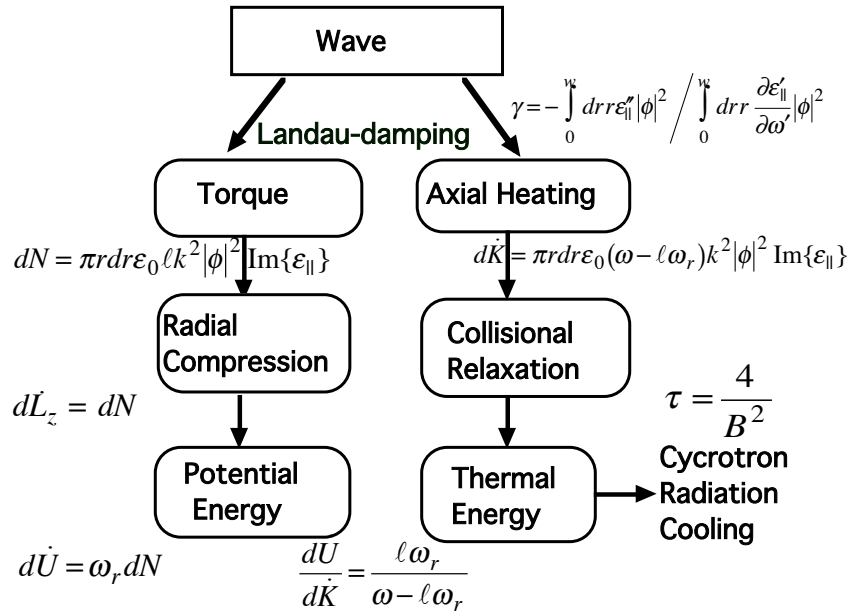 Wave
γ = − ∫₀ʷ drrε″∥|ϕ|² / ∫₀ʷ drr ∂ε′∥/∂ω′ |ϕ|²
Landau-damping
Torque
Axial Heating
dN = πrdrε₀ℓk²|ϕ|² Im{ε∥}
dK̇ = πrdrε₀(ω − ℓω_r)k²|ϕ|² Im{ε∥}
Radial
Compression
Collisional
Relaxation
dL̇_z = dN
τ = 4/B²
Potential
Energy
Thermal
Energy
Cycrotron
Radiation
Cooling
dU̇ = ω_r dN
dU/dK̇ = ℓω_r/(ω − ℓω_r)